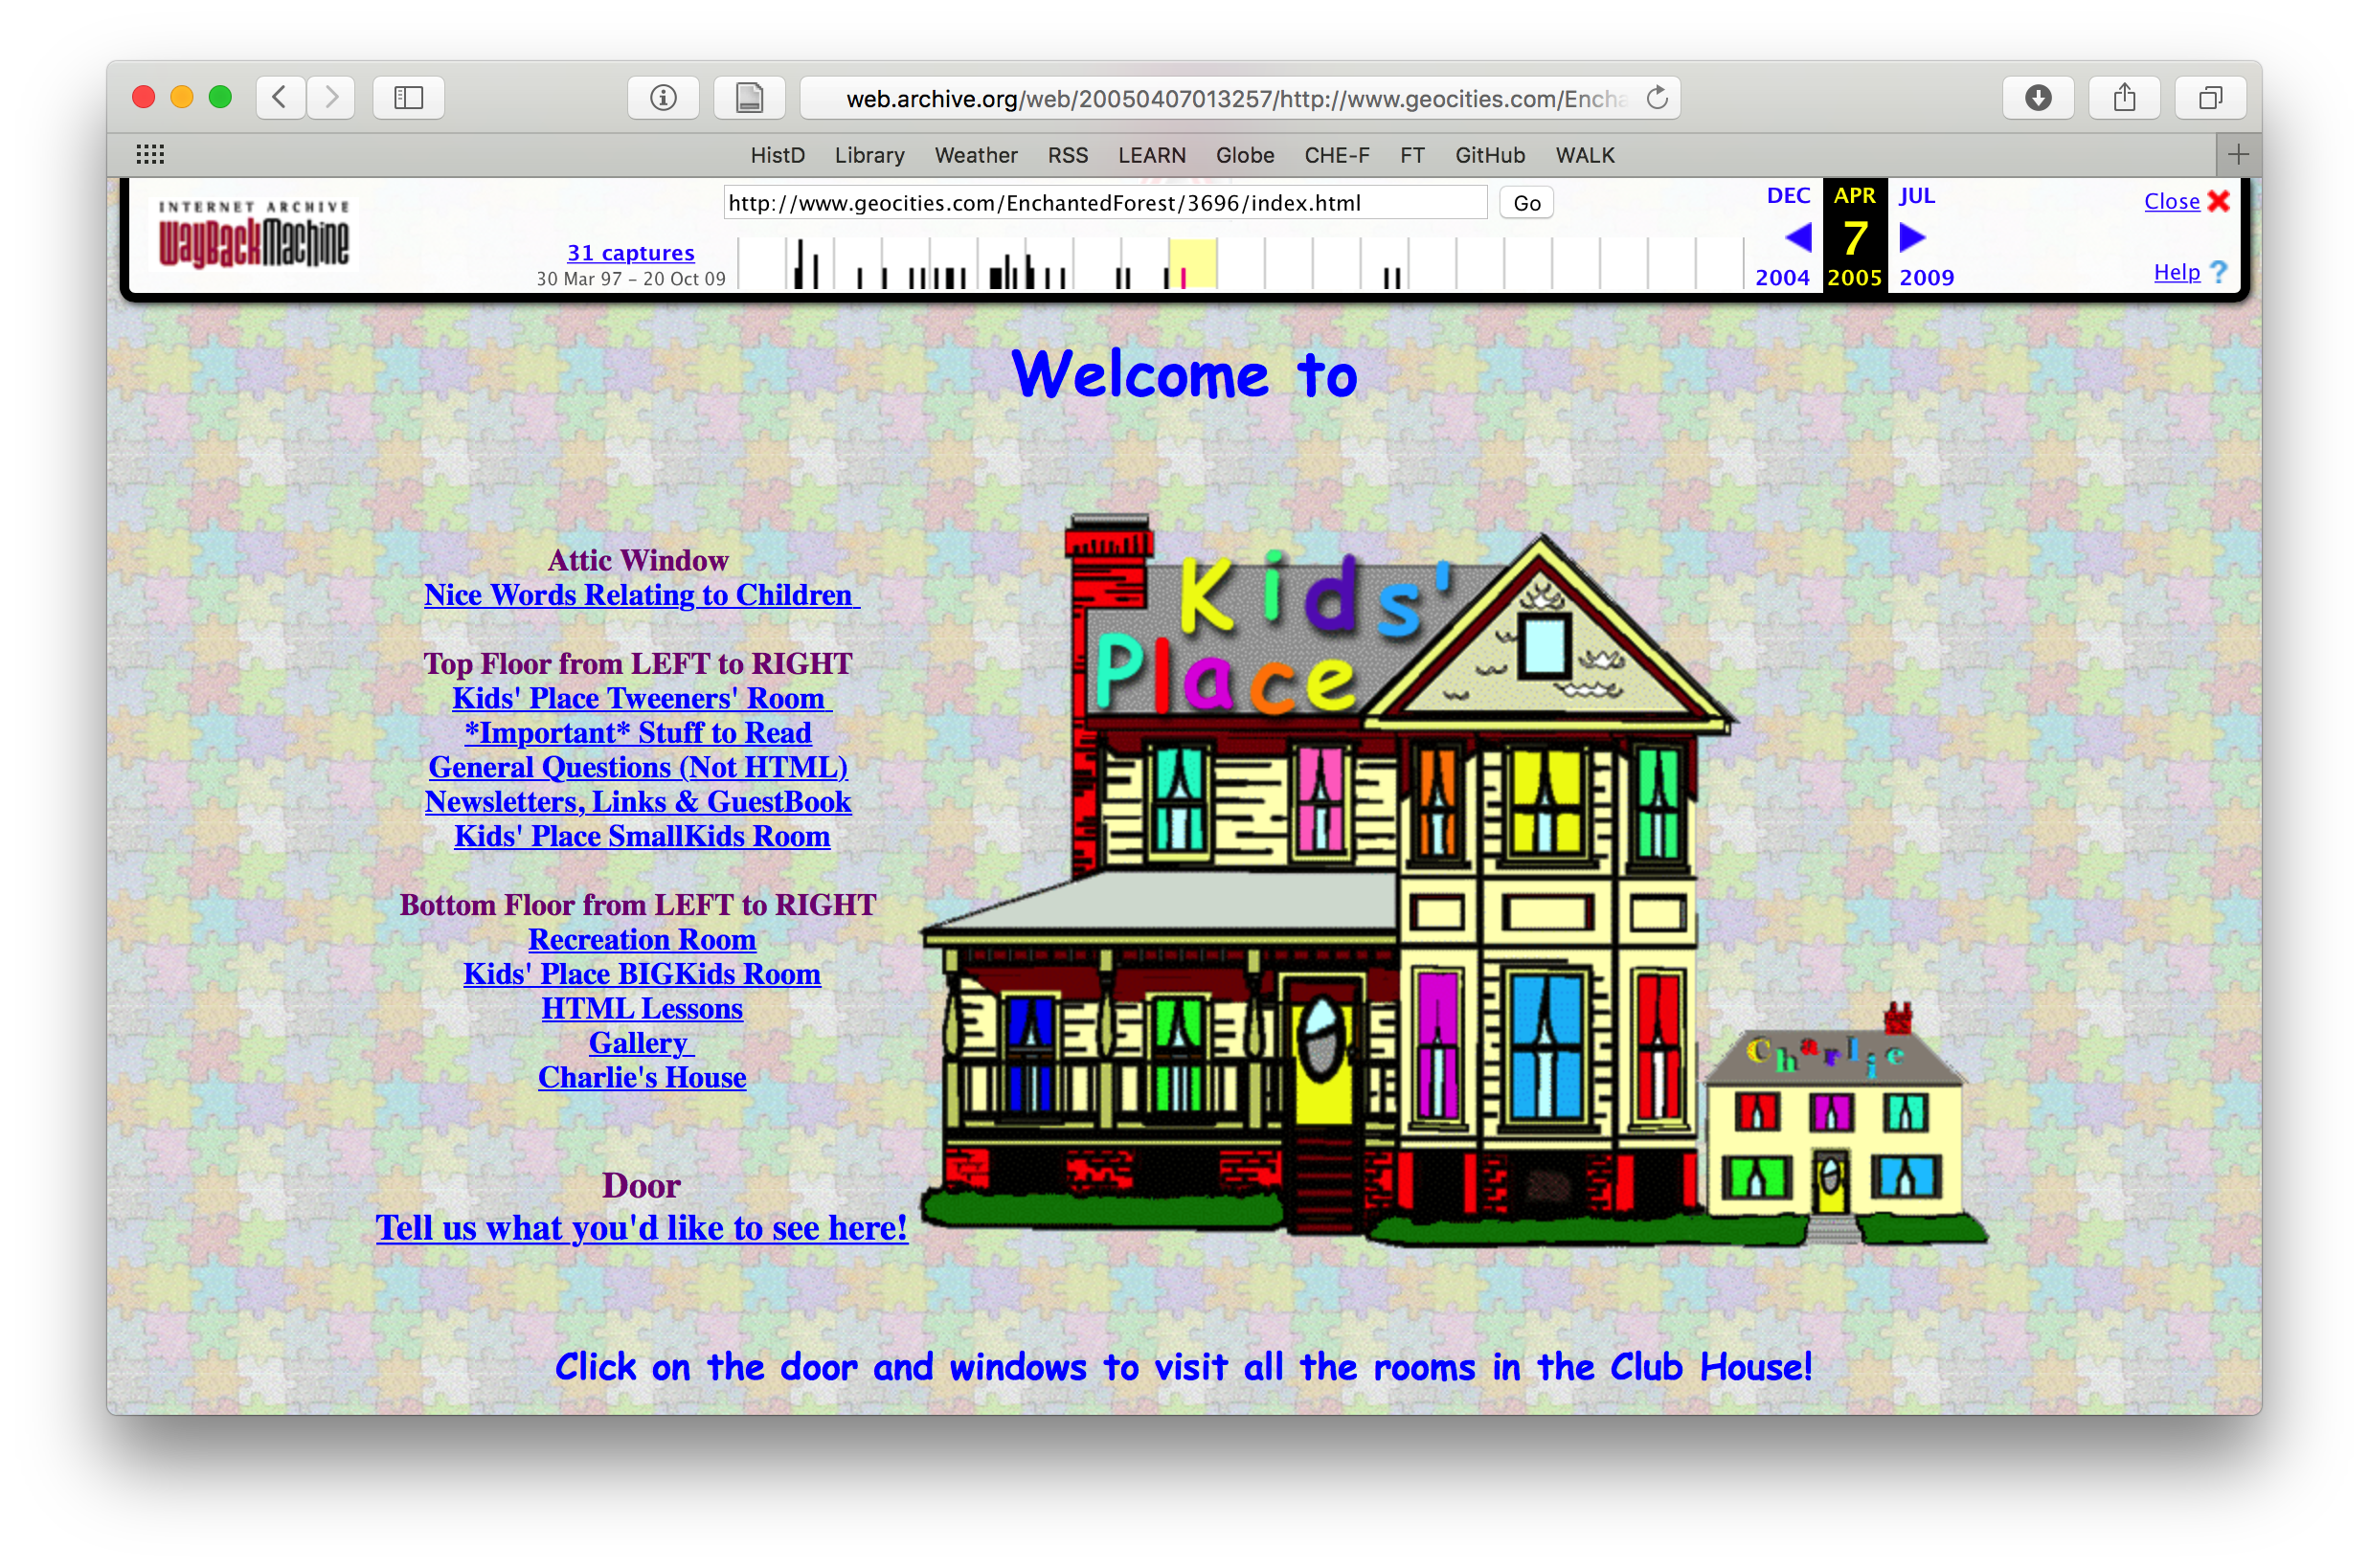 web.archive.org/web/20050407013257/http://www.geocities.com/Encha
HistD Library Weather RSS LEARN Globe CHE-F FT GitHub WALK
INTERNET ARCHIVE
WayBackMachine
http://www.geocities.com/EnchantedForest/3696/index.html Go
31 captures
30 Mar 97 – 20 Oct 09
DEC APR JUL
7
2004 2005 2009
Close
Help ?
Welcome to
Attic Window
Nice Words Relating to Children
Top Floor from LEFT to RIGHT
Kids' Place Tweeners' Room
*Important* Stuff to Read
General Questions (Not HTML)
Newsletters, Links & GuestBook
Kids' Place SmallKids Room
Bottom Floor from LEFT to RIGHT
Recreation Room
Kids' Place BIGKids Room
HTML Lessons
Gallery
Charlie's House
Door
Tell us what you'd like to see here!
Kids'
Place
Charlie
Click on the door and windows to visit all the rooms in the Club House!